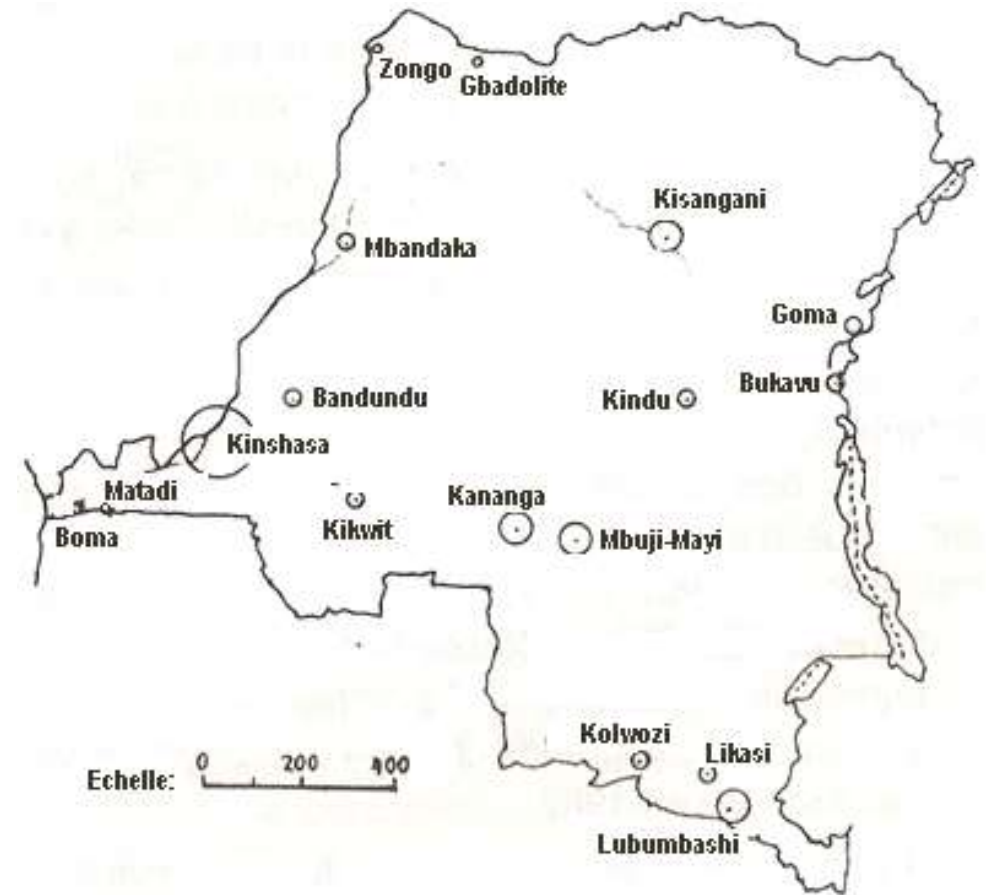 Zongo
Gbadolite
Kisangani
Mbandaka
Goma
Bukavu
Bandundu
Kindu
Kinshasa
Matadi
Kananga
Boma
Kikwit
Mbuji-Mayi
Kolwozi
Likasi
0 200 400
Echelle:
Lubumbashi